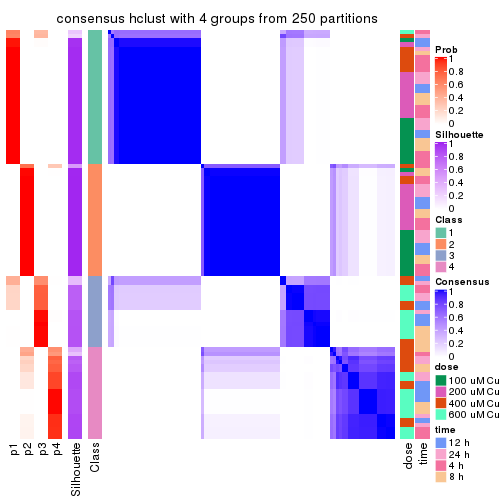 consensus hclust with 4 groups from 250 partitions
Prob
1
0.8
0.6
0.4
0.2
0
Silhouette
1
0.8
0.6
0.4
0.2
0
Class
1
2
3
4
Consensus
1
0.8
0.6
0.4
0.2
0
dose
100 uM Cu
200 uM Cu
400 uM Cu
600 uM Cu
time
12 h
24 h
4 h
8 h
p1
p2
p3
p4
Silhouette
Class
dose
time